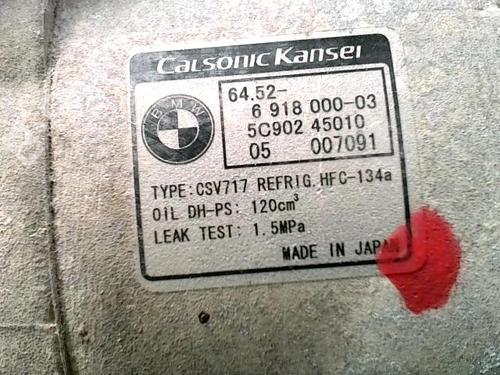 Calsonic Kansei
BMW
64.52-
6 918 000-03
5C902 45010
05 007091
TYPE:CSV717 REFRIG.HFC-134a
OIL DH-PS: 120cm³
LEAK TEST: 1.5MPa
MADE IN JAPAN